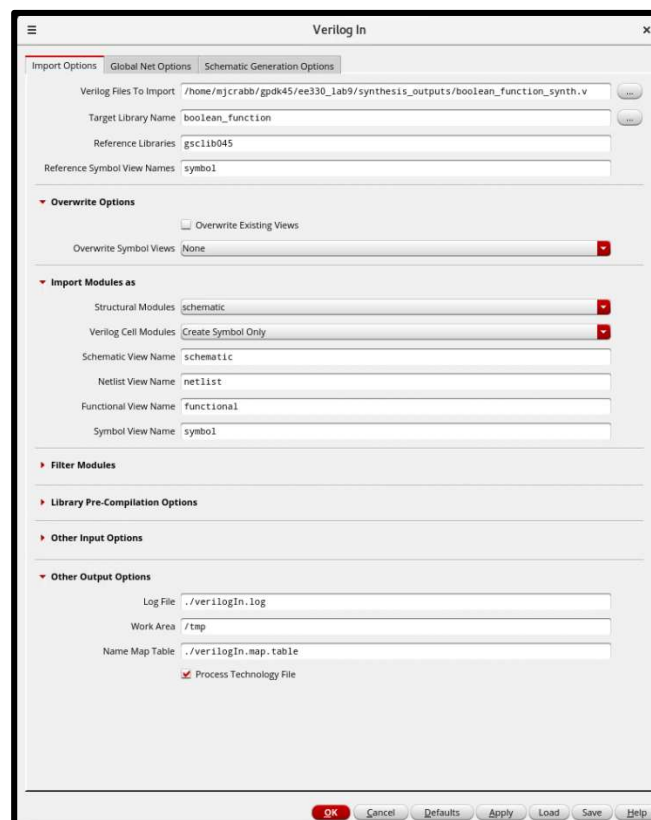 Verilog In
Import Options Global Net Options Schematic Generation Options
Verilog Files To Import /home/mjcrabb/gpdk45/ee330_lab9/synthesis_outputs/boolean_function_synth.v ...
Target Library Name boolean_function ...
Reference Libraries gsclib045
Reference Symbol View Names symbol
Overwrite Options
Overwrite Existing Views
Overwrite Symbol Views None
Import Modules as
Structural Modules schematic
Verilog Cell Modules Create Symbol Only
Schematic View Name schematic
Netlist View Name netlist
Functional View Name functional
Symbol View Name symbol
Filter Modules
Library Pre-Compilation Options
Other Input Options
Other Output Options
Log File ./verilogIn.log
Work Area /tmp
Name Map Table ./verilogIn.map.table
Process Technology File
OK Cancel Defaults Apply Load Save Help